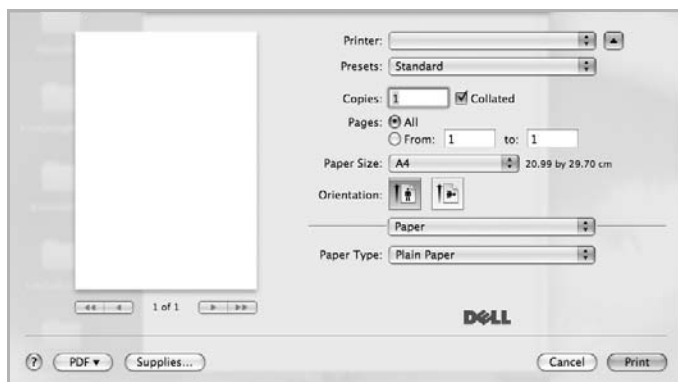 Printer:
Presets: Standard
Copies: 1 Collated
Pages: All
From: 1 to: 1
Paper Size: A4 20.99 by 29.70 cm
Orientation:
Paper
Paper Type: Plain Paper
1 of 1
DELL
? PDF Supplies... Cancel Print